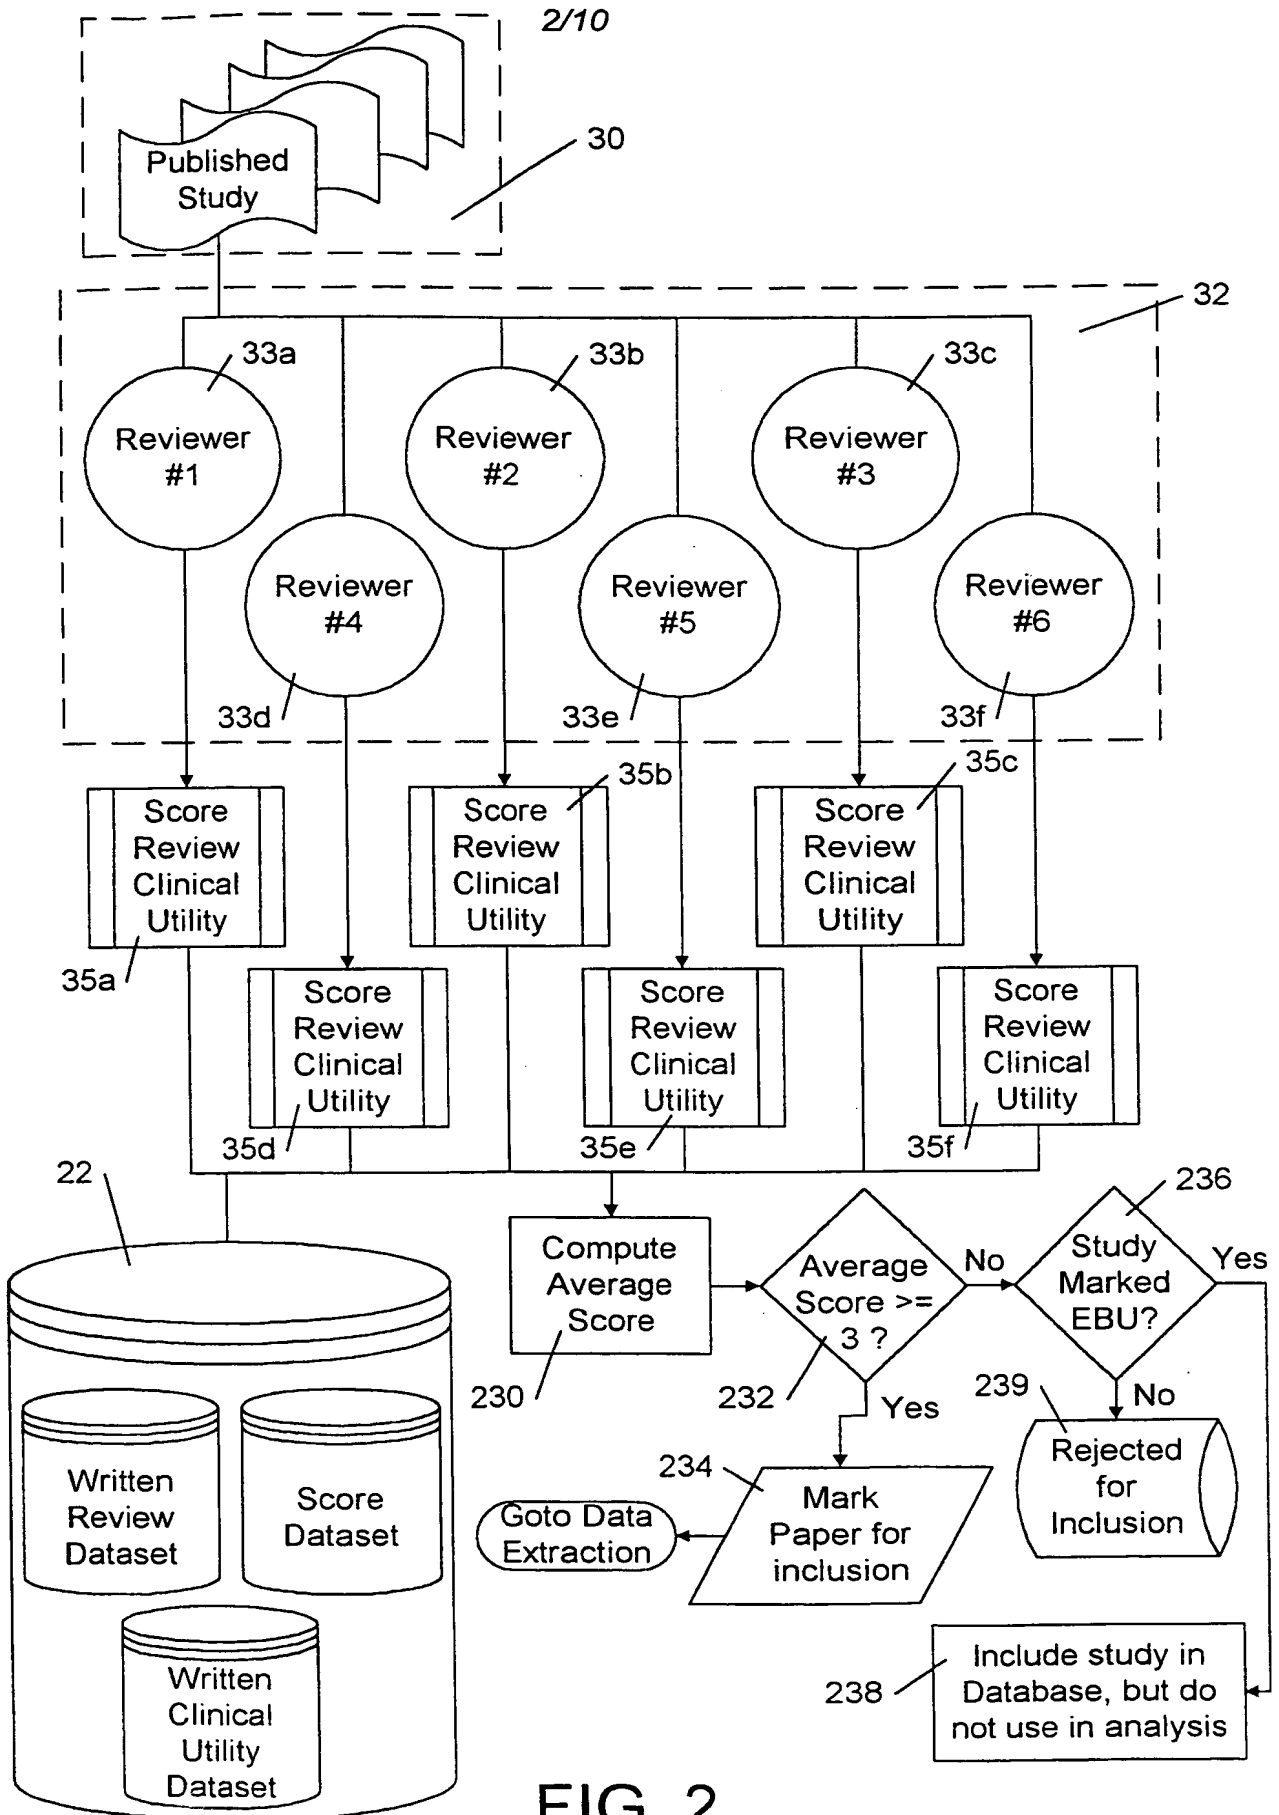 2/10
Published
Study
30
32
33a
33b
33c
Reviewer
#1
Reviewer
#2
Reviewer
#3
Reviewer
#4
Reviewer
#5
Reviewer
#6
33d
33e
33f
35b
35c
Score
Review
Clinical
Utility
Score
Review
Clinical
Utility
Score
Review
Clinical
Utility
35a
Score
Review
Clinical
Utility
Score
Review
Clinical
Utility
Score
Review
Clinical
Utility
35d
35e
35f
22
236
Compute
Average
Score
Average
Score >=
3 ?
No
Study
Marked
EBU?
Yes
230
232
Yes
239
No
Written
Review
Dataset
Score
Dataset
234
Mark
Paper for
inclusion
Goto Data
Extraction
Rejected
for
Inclusion
Written
Clinical
Utility
Dataset
238
Include study in
Database, but do
not use in analysis
FIG. 2